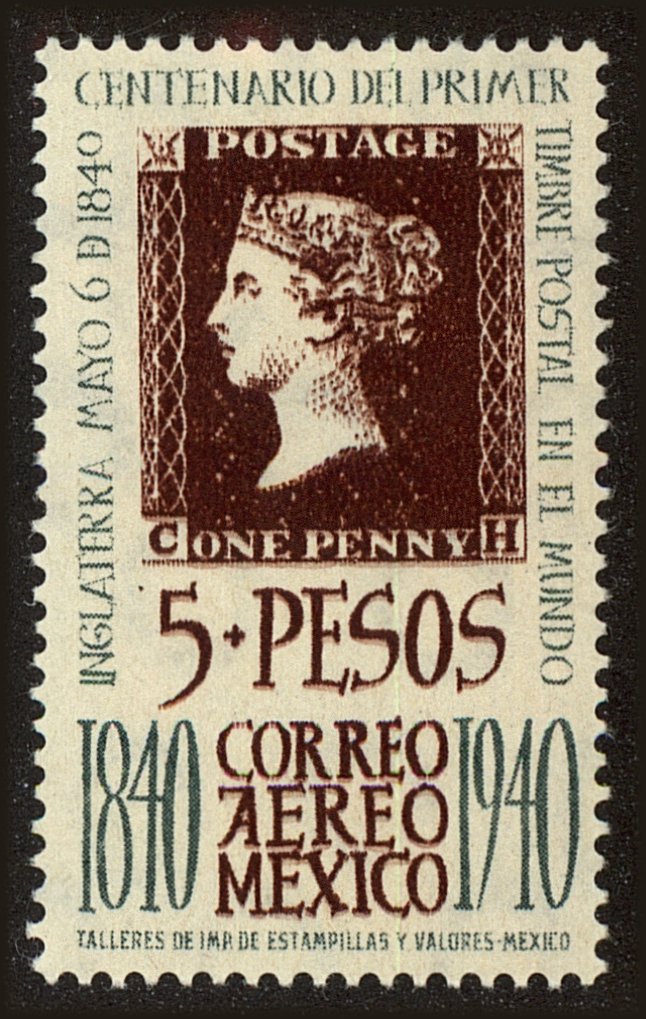 CENTENARIO DEL PRIMER
TIMBRE POSTAL EN EL MUNDO
INGLATERRA MAYO 6 D 1840
POSTAGE
C ONE PENNY. H
5·PESOS
1840 CORREO 1940
AEREO
MEXICO
TALLERES DE IMP. DE ESTAMPILLAS Y VALORES-MEXICO